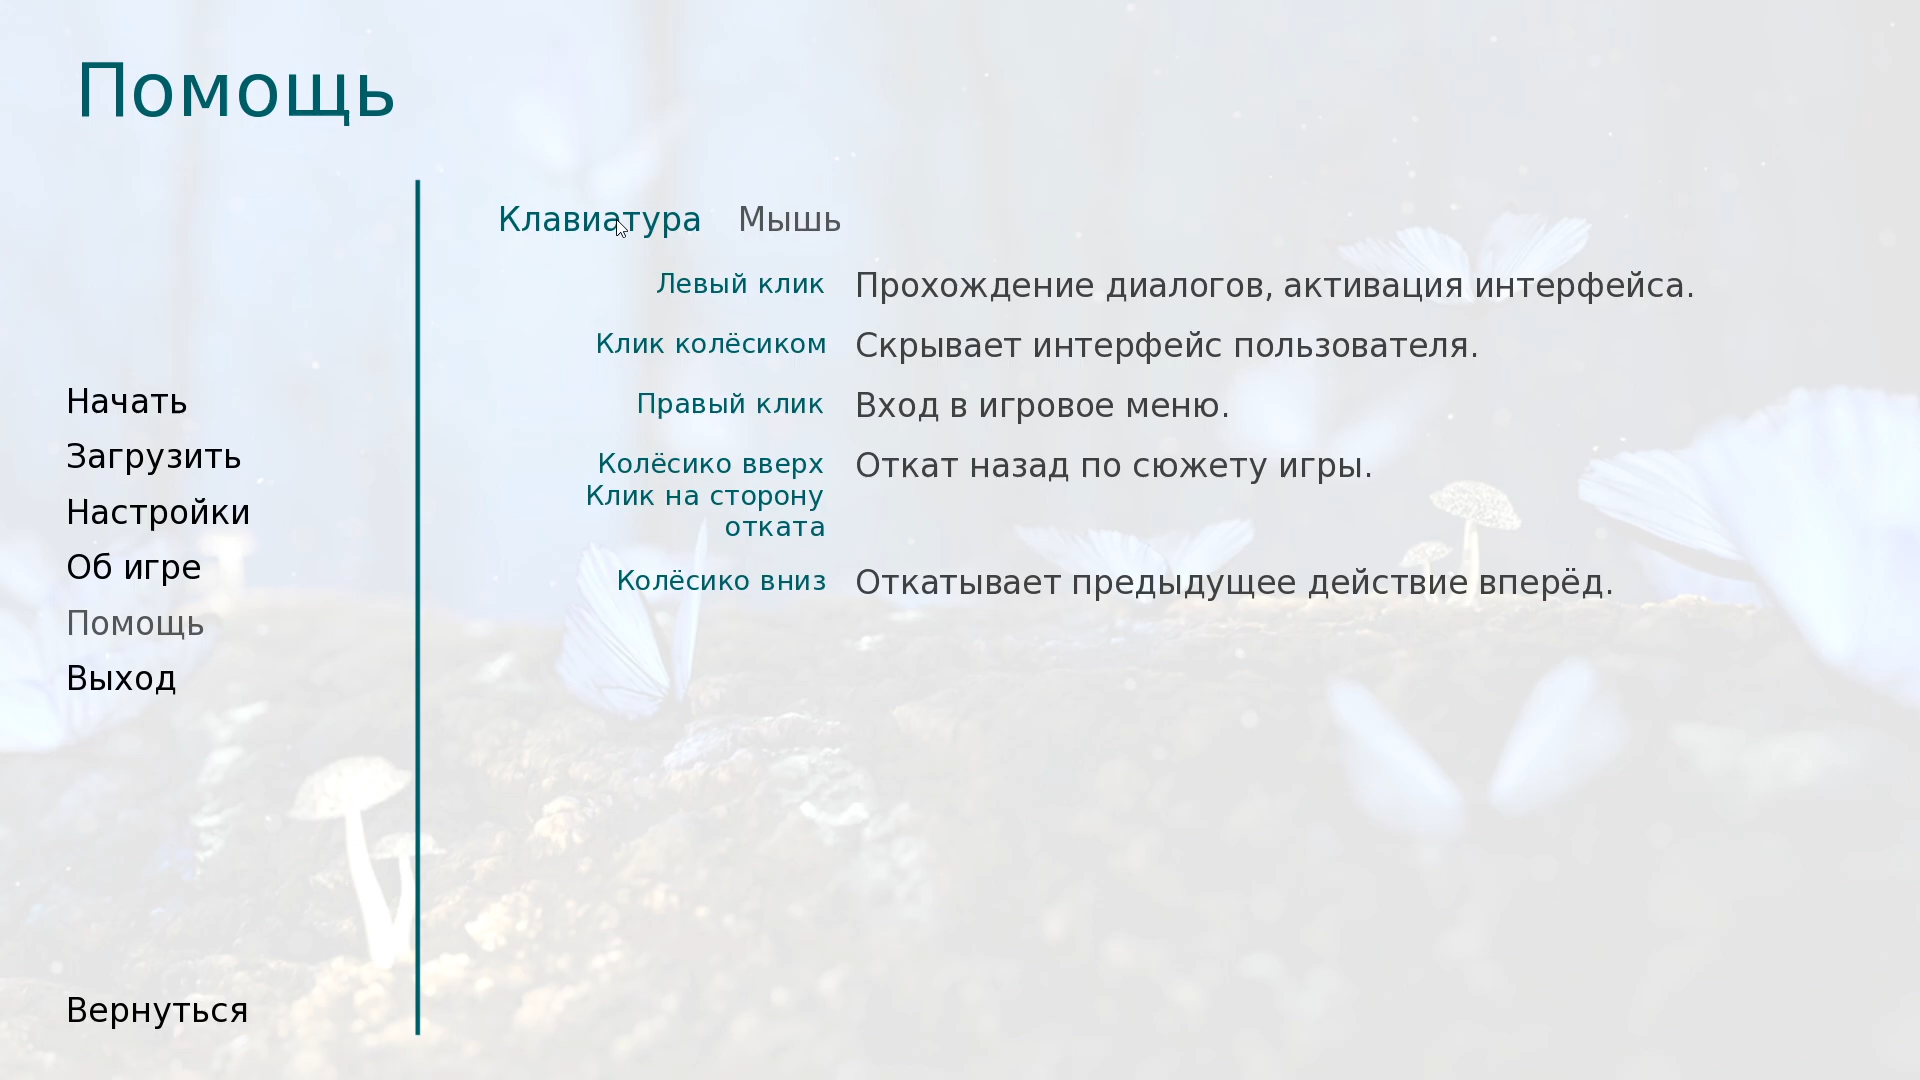 Помощь
Клавиатура Мышь
Левый клик Прохождение диалогов, активация интерфейса.
Клик колёсиком Скрывает интерфейс пользователя.
Правый клик Вход в игровое меню.
Колёсико вверх Откат назад по сюжету игры.
Клик на сторону
отката
Колёсико вниз Откатывает предыдущее действие вперёд.
Начать
Загрузить
Настройки
Об игре
Помощь
Выход
Вернуться